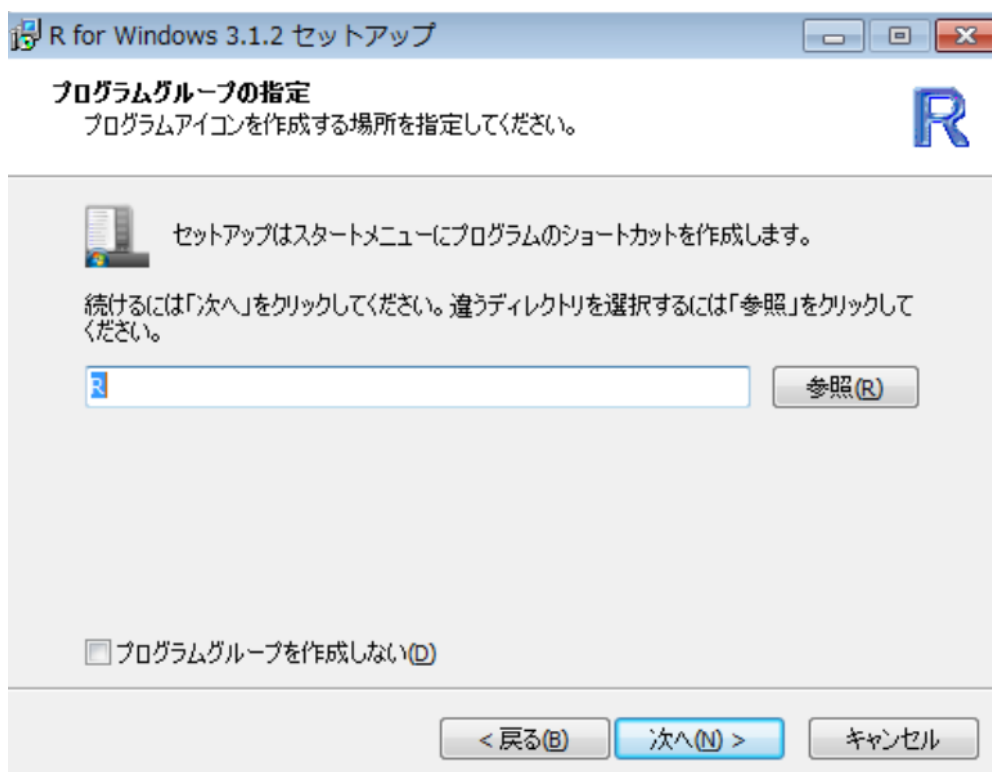 R for Windows 3.1.2 セットアップ
プログラムグループの指定
プログラムアイコンを作成する場所を指定してください。
R
セットアップはスタートメニューにプログラムのショートカットを作成します。
続けるには「次へ」をクリックしてください。違うディレクトリを選択するには「参照」をクリックして
ください。
R
参照(R)
プログラムグループを作成しない(D)
< 戻る(B)
次へ(N) >
キャンセル